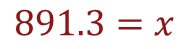 891.3 = x